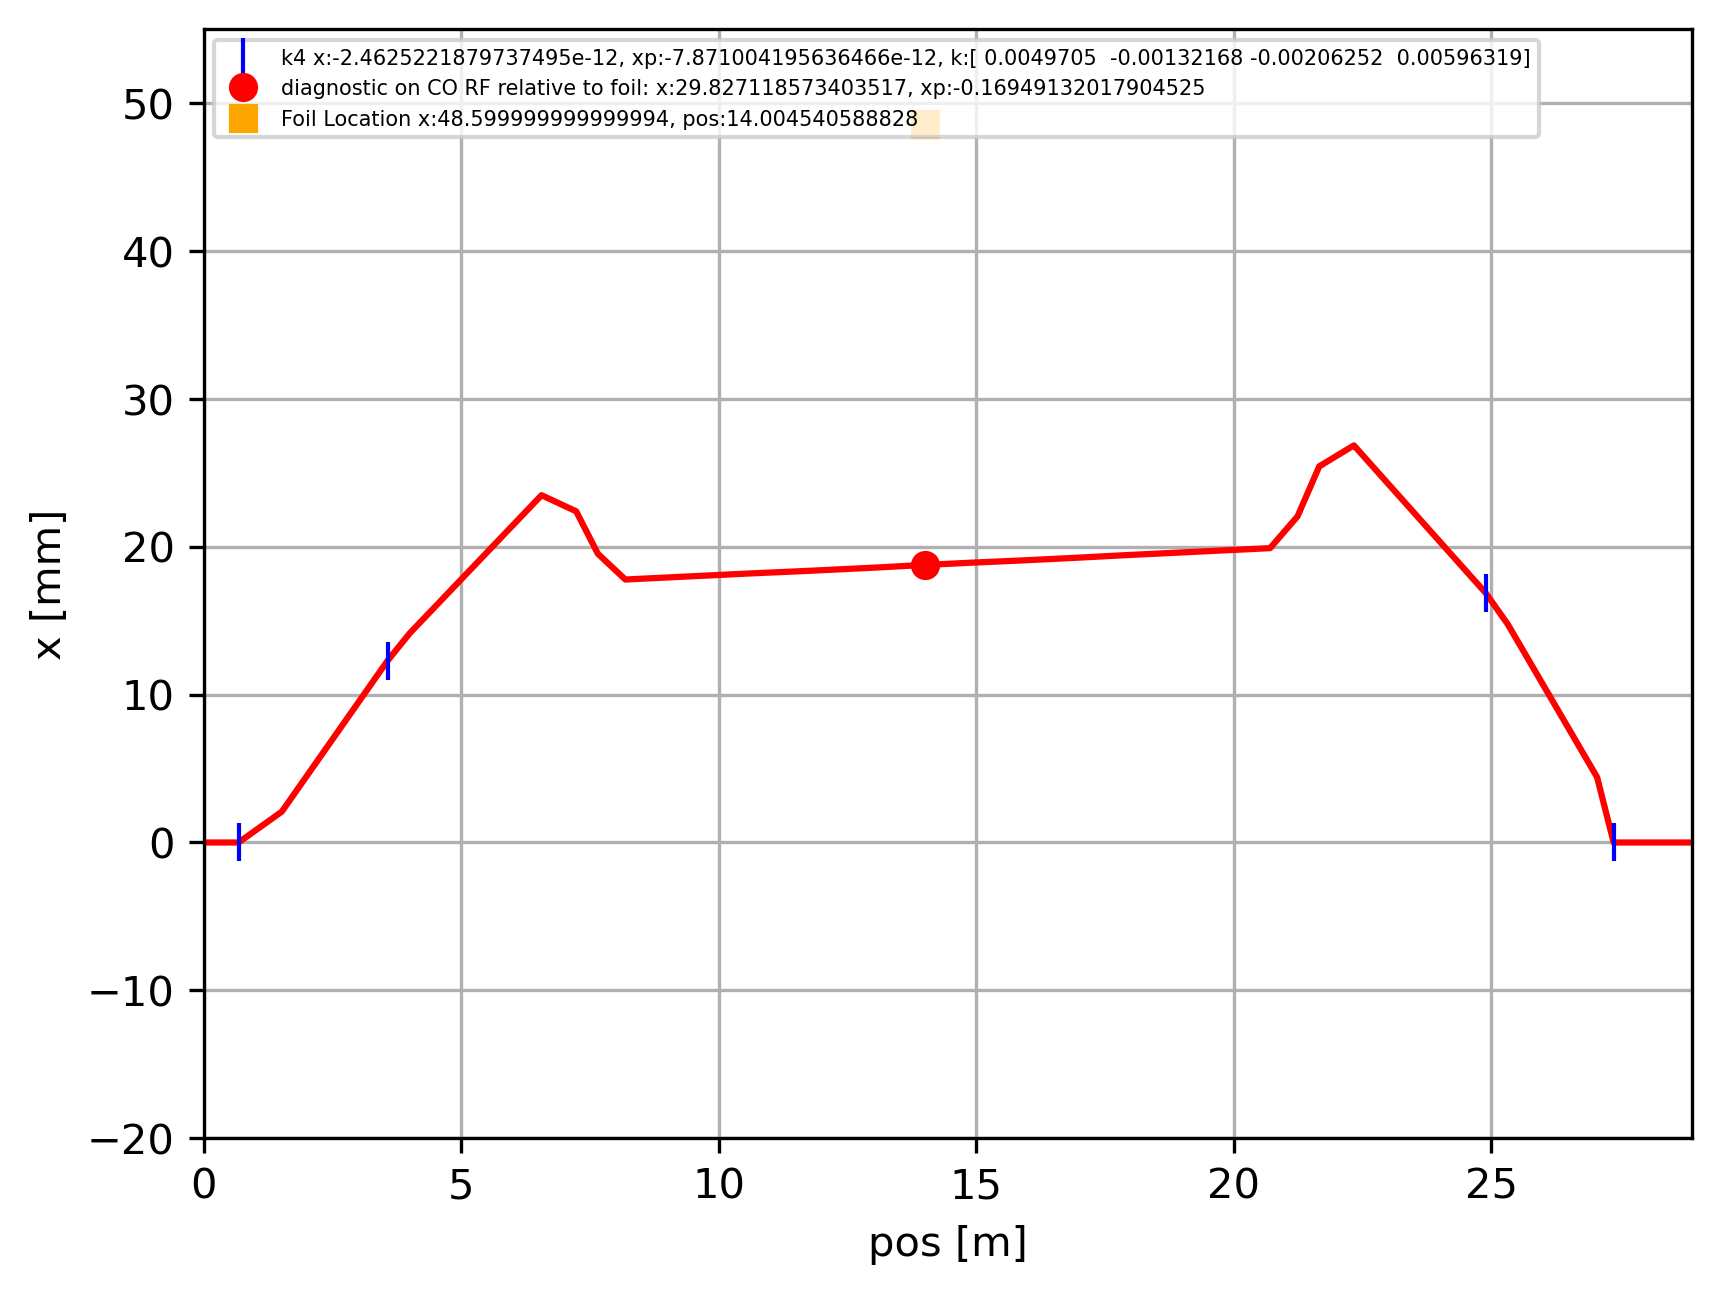 k4 x:-2.4625221879737495e-12, xp:-7.871004195636466e-12, k:[ 0.0049705  -0.00132168 -0.00206252  0.00596319]
diagnostic on CO RF relative to foil: x:29.827118573403517, xp:-0.16949132017904525
Foil Location x:48.599999999999994, pos:14.004540588828
50
40
30
20
10
0
−10
−20
x [mm]
0 5 10 15 20 25
pos [m]